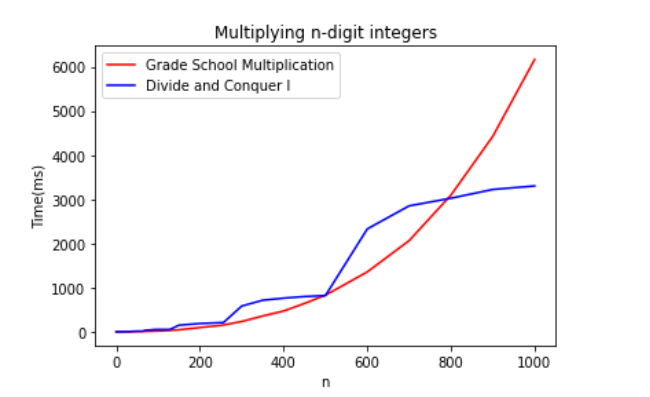 Multiplying n-digit integers
Grade School Multiplication
Divide and Conquer I
6000
5000
4000
3000
2000
1000
0
Time(ms)
0 200 400 600 800 1000
n